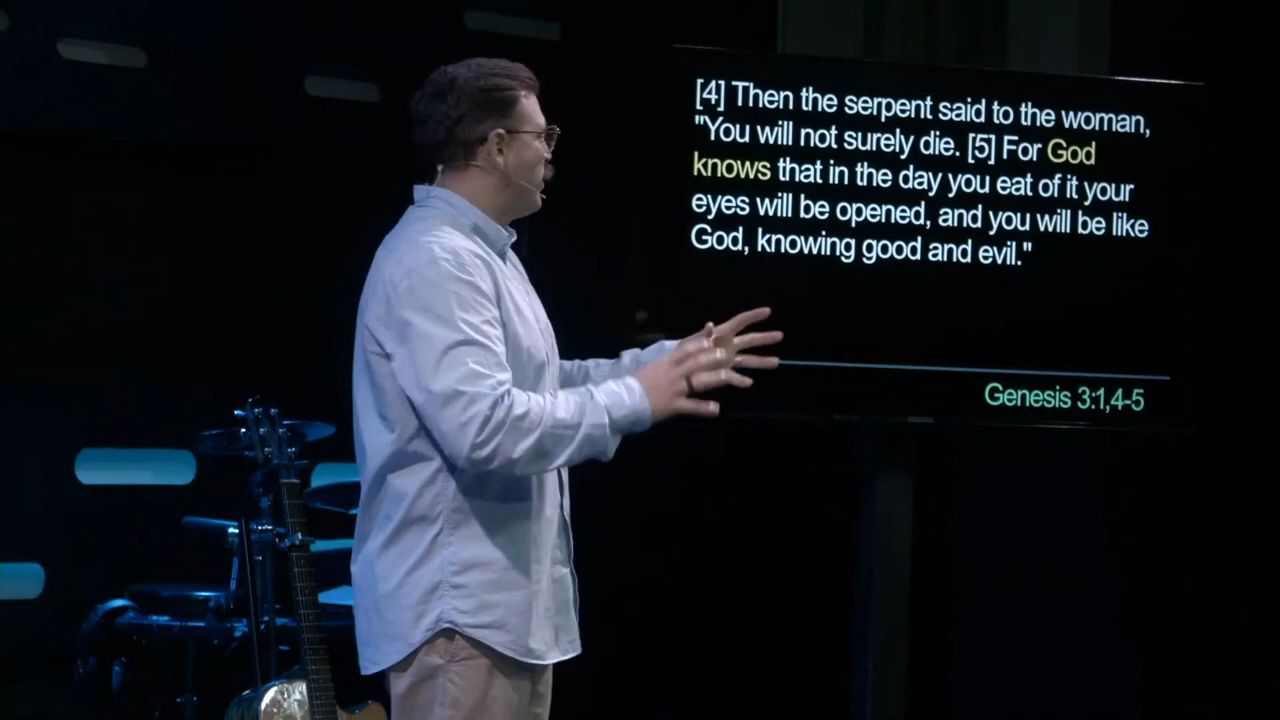 [4] Then the serpent said to the woman,
"You will not surely die. [5] For God
knows that in the day you eat of it your
eyes will be opened, and you will be like
God, knowing good and evil."
Genesis 3:1,4-5